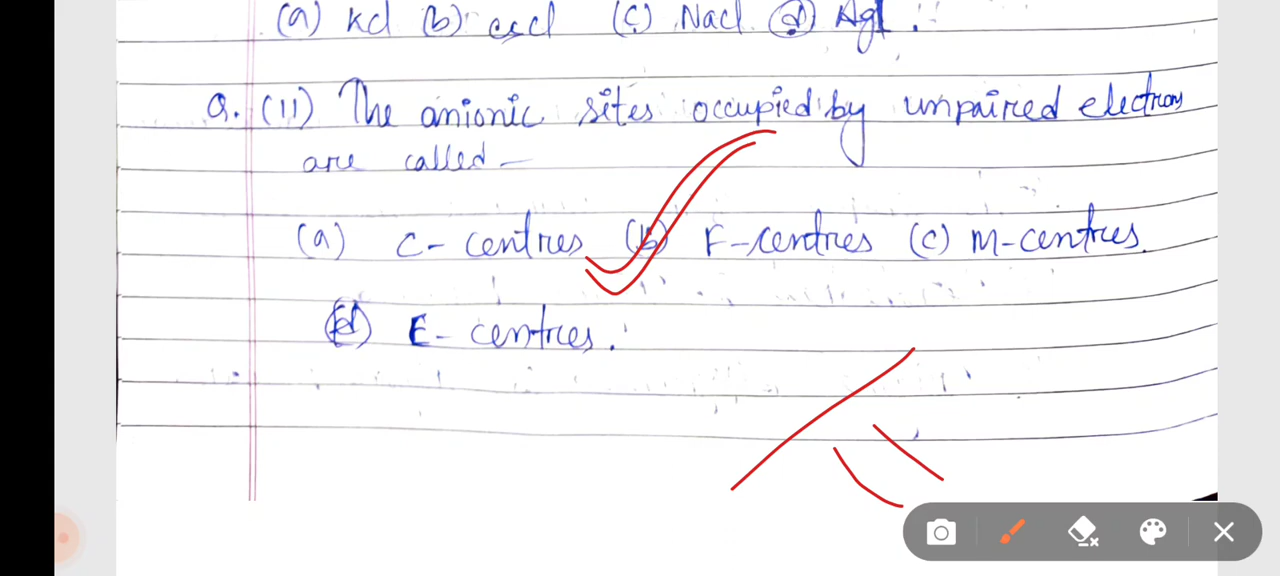 (a) Kcl (b) cscl (c) Nacl (d) AgI.
Q. (11) The anionic sites occupied by unpaired electrons
are called -
(a) C- centres (b) F-centres (c) M-centres.
(d) E- centres.